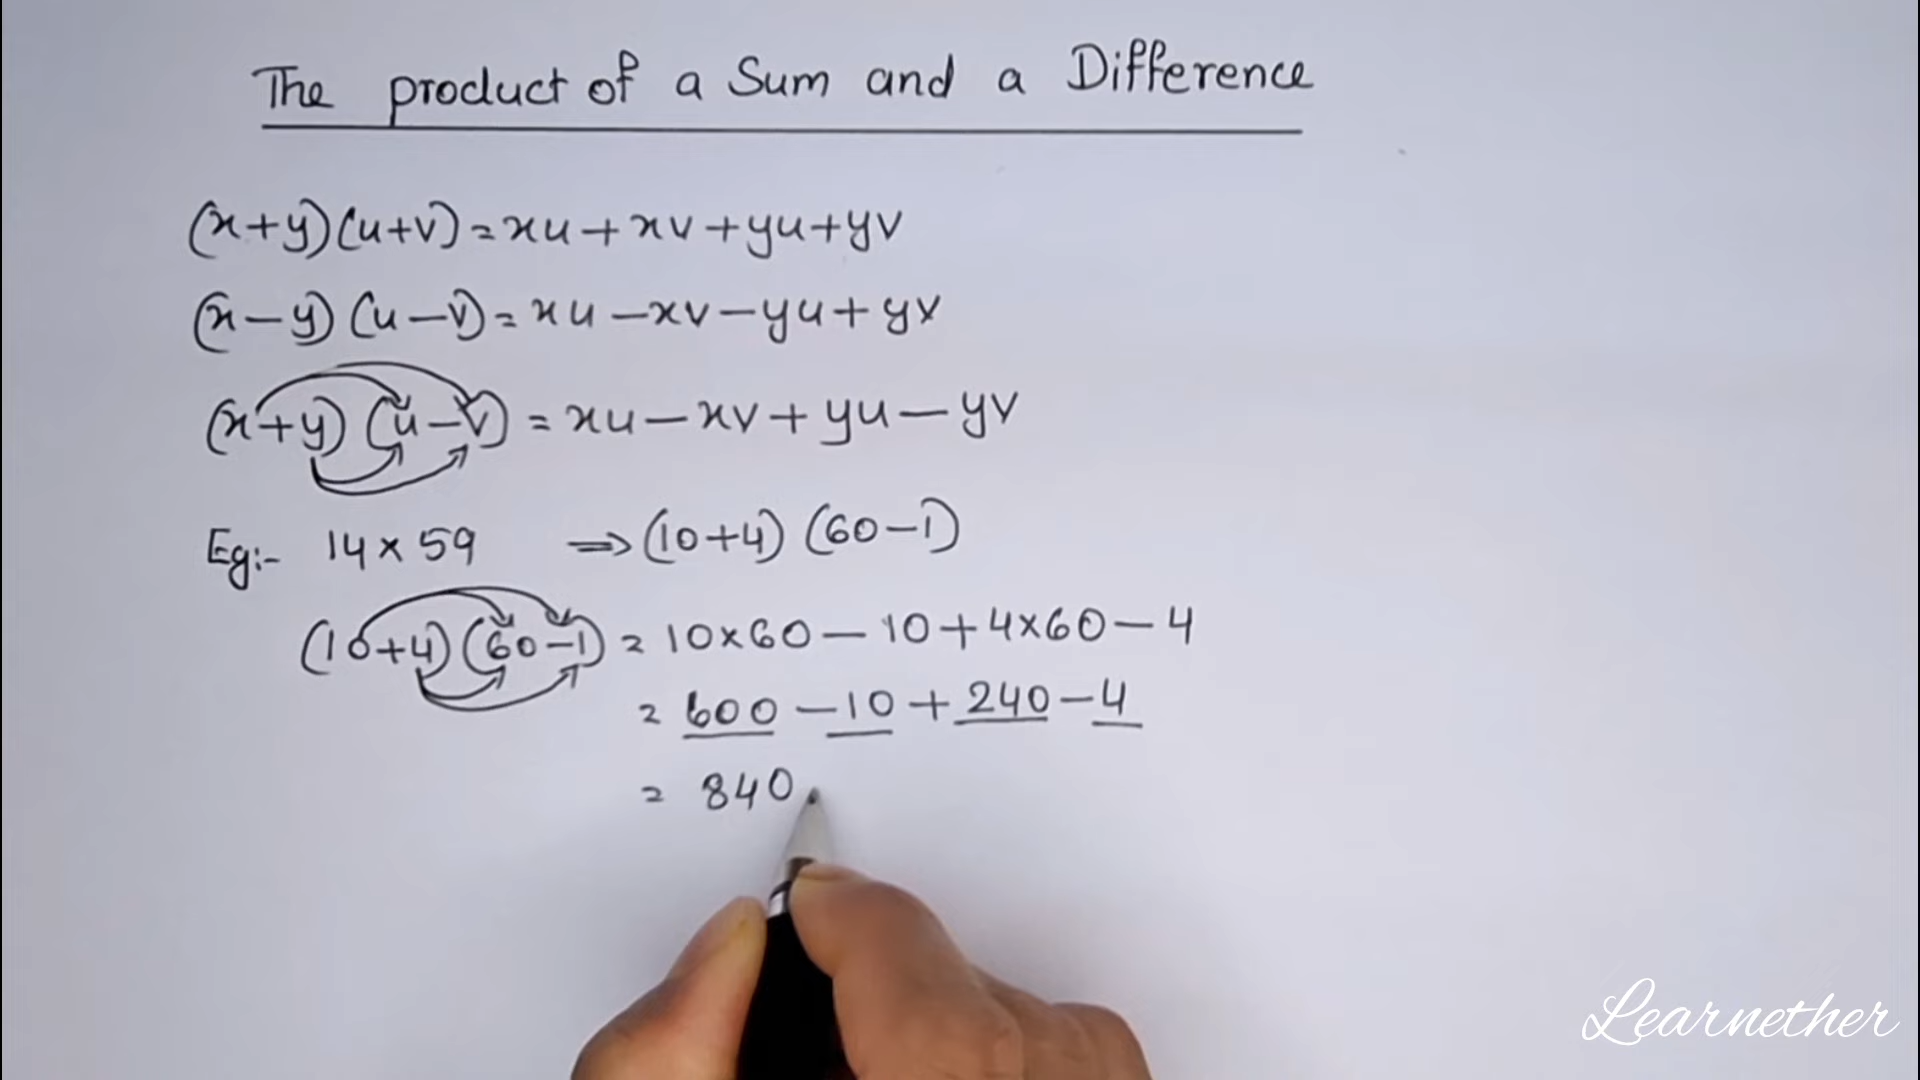 The product of a Sum and a Difference
(x+y)(u+v)=xu+xv+yu+yv
(x-y)(u-v)=xu-xv-yu+yv
(x+y)(u-v)=xu-xv+yu-yv
Eg:- 14×59 ⇒(10+4)(60-1)
(10+4)(60-1)=10×60-10+4×60-4
=600-10+240-4
=840
Learnether